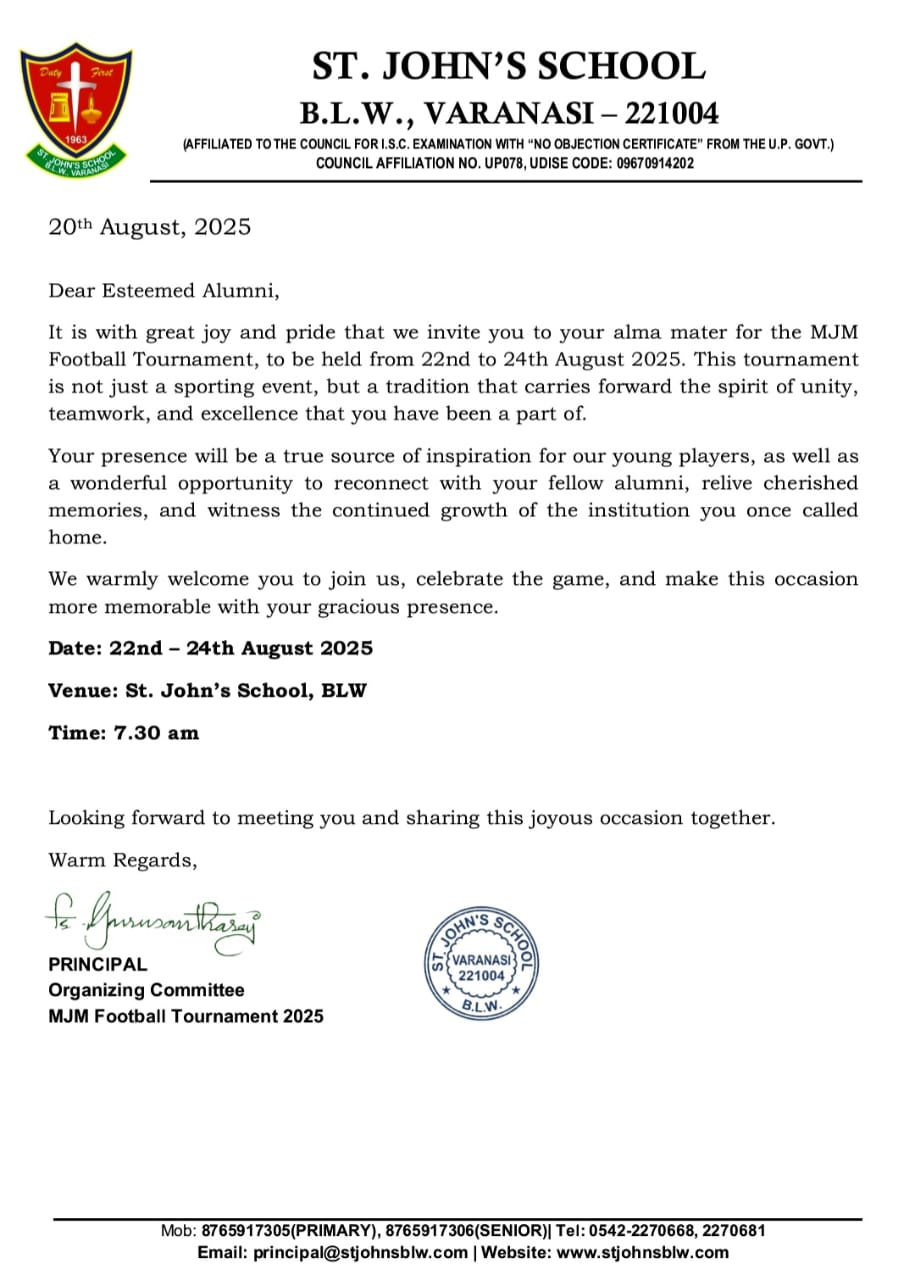 Duty First
1963
ST. JOHN'S SCHOOL
B.L.W. VARANASI
ST. JOHN'S SCHOOL
B.L.W., VARANASI – 221004
(AFFILIATED TO THE COUNCIL FOR I.S.C. EXAMINATION WITH “NO OBJECTION CERTIFICATE” FROM THE U.P. GOVT.)
COUNCIL AFFILIATION NO. UP078, UDISE CODE: 09670914202
20th August, 2025
Dear Esteemed Alumni,
It is with great joy and pride that we invite you to your alma mater for the MJM
Football Tournament, to be held from 22nd to 24th August 2025. This tournament
is not just a sporting event, but a tradition that carries forward the spirit of unity,
teamwork, and excellence that you have been a part of.
Your presence will be a true source of inspiration for our young players, as well as
a wonderful opportunity to reconnect with your fellow alumni, relive cherished
memories, and witness the continued growth of the institution you once called
home.
We warmly welcome you to join us, celebrate the game, and make this occasion
more memorable with your gracious presence.
Date: 22nd – 24th August 2025
Venue: St. John's School, BLW
Time: 7.30 am
Looking forward to meeting you and sharing this joyous occasion together.
Warm Regards,
PRINCIPAL
Organizing Committee
MJM Football Tournament 2025
ST. JOHN'S SCHOOL
VARANASI
221004
B.L.W.
Mob: 8765917305(PRIMARY), 8765917306(SENIOR)| Tel: 0542-2270668, 2270681
Email: principal@stjohnsblw.com | Website: www.stjohnsblw.com